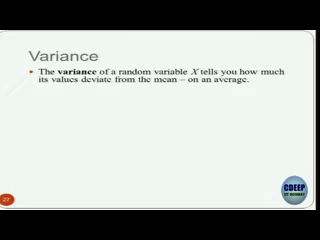 Variance
• The variance of a random variable X tells you how much
its values deviate from the mean – on an average.
27
CDEEP
IIT BOMBAY